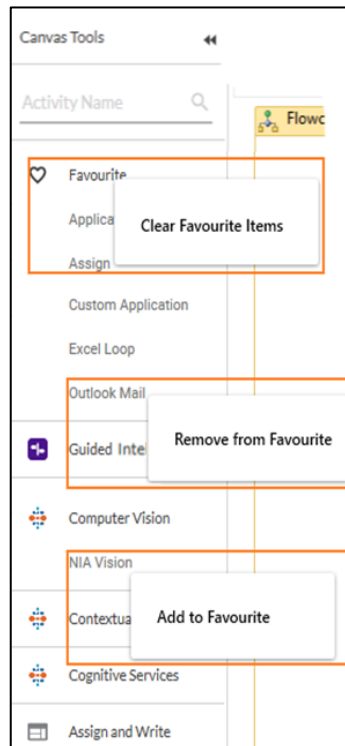 Canvas Tools
Activity Name
Flowc
Favourite
Applica
Clear Favourite Items
Assign
Custom Application
Excel Loop
Outlook Mail
Guided Intel
Remove from Favourite
Computer Vision
NIA Vision
Contextua
Add to Favourite
Cognitive Services
Assign and Write